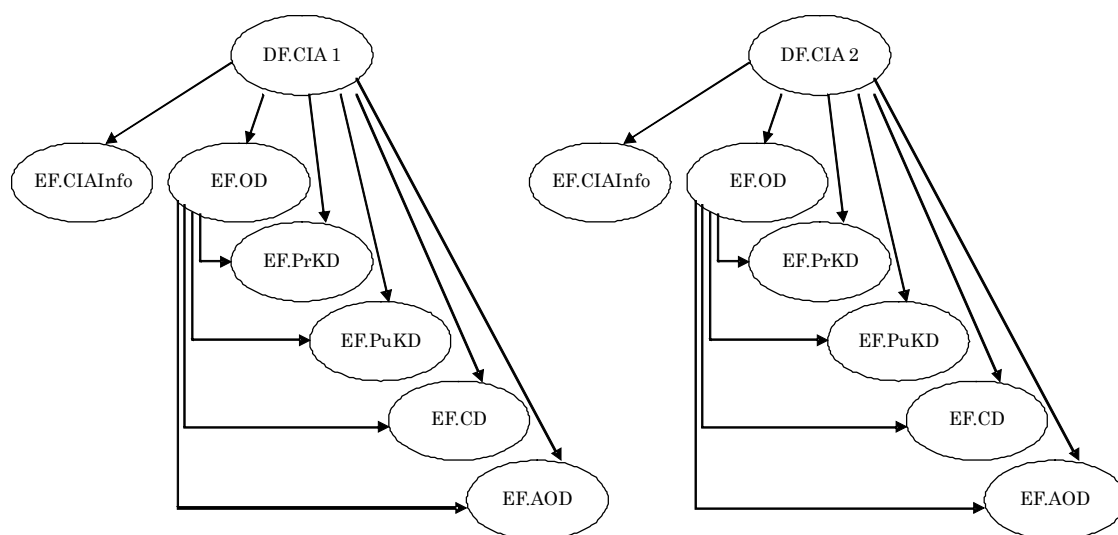 DF.CIA 1
EF.CIAInfo
EF.OD
EF.PrKD
EF.PuKD
EF.CD
EF.AOD
DF.CIA 2
EF.CIAInfo
EF.OD
EF.PrKD
EF.PuKD
EF.CD
EF.AOD